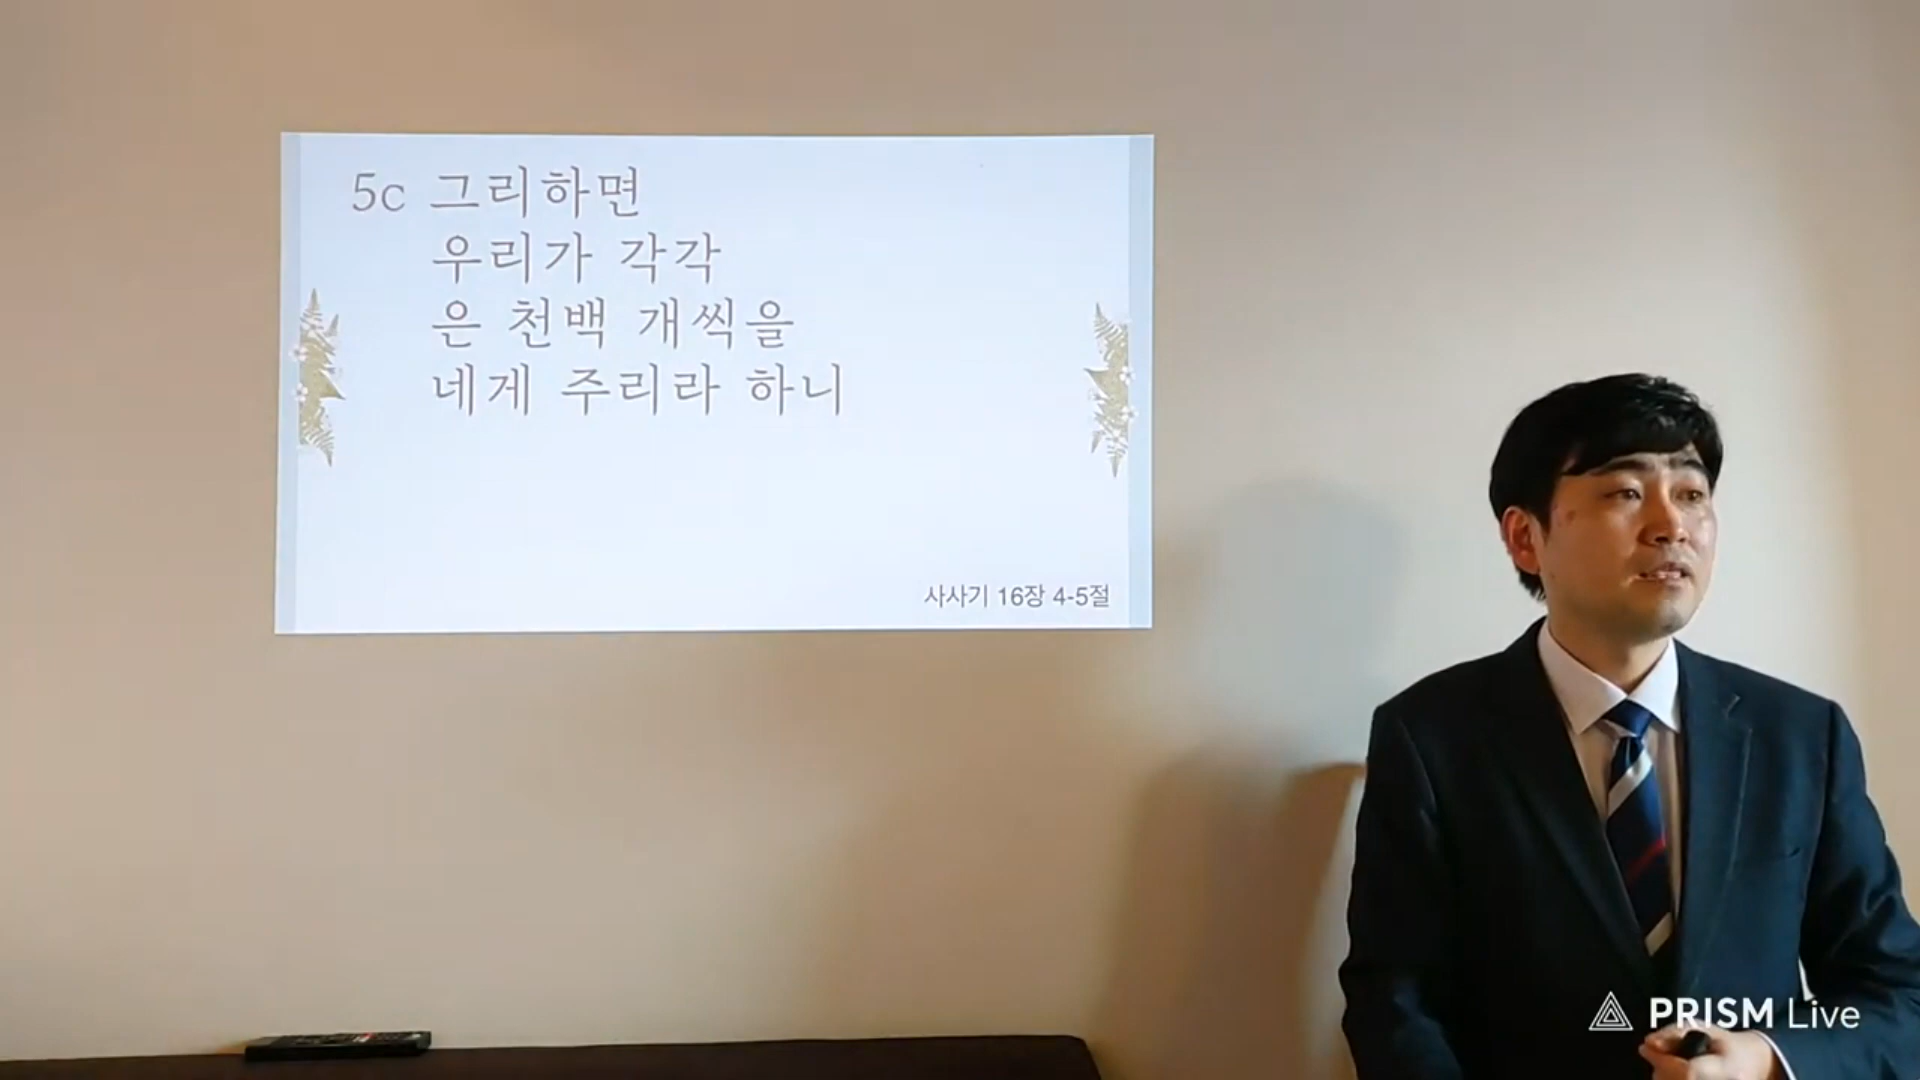 5c 그리하면
우리가 각각
은 천백 개씩을
네게 주리라 하니
사사기 16장 4-5절
PRISM Live